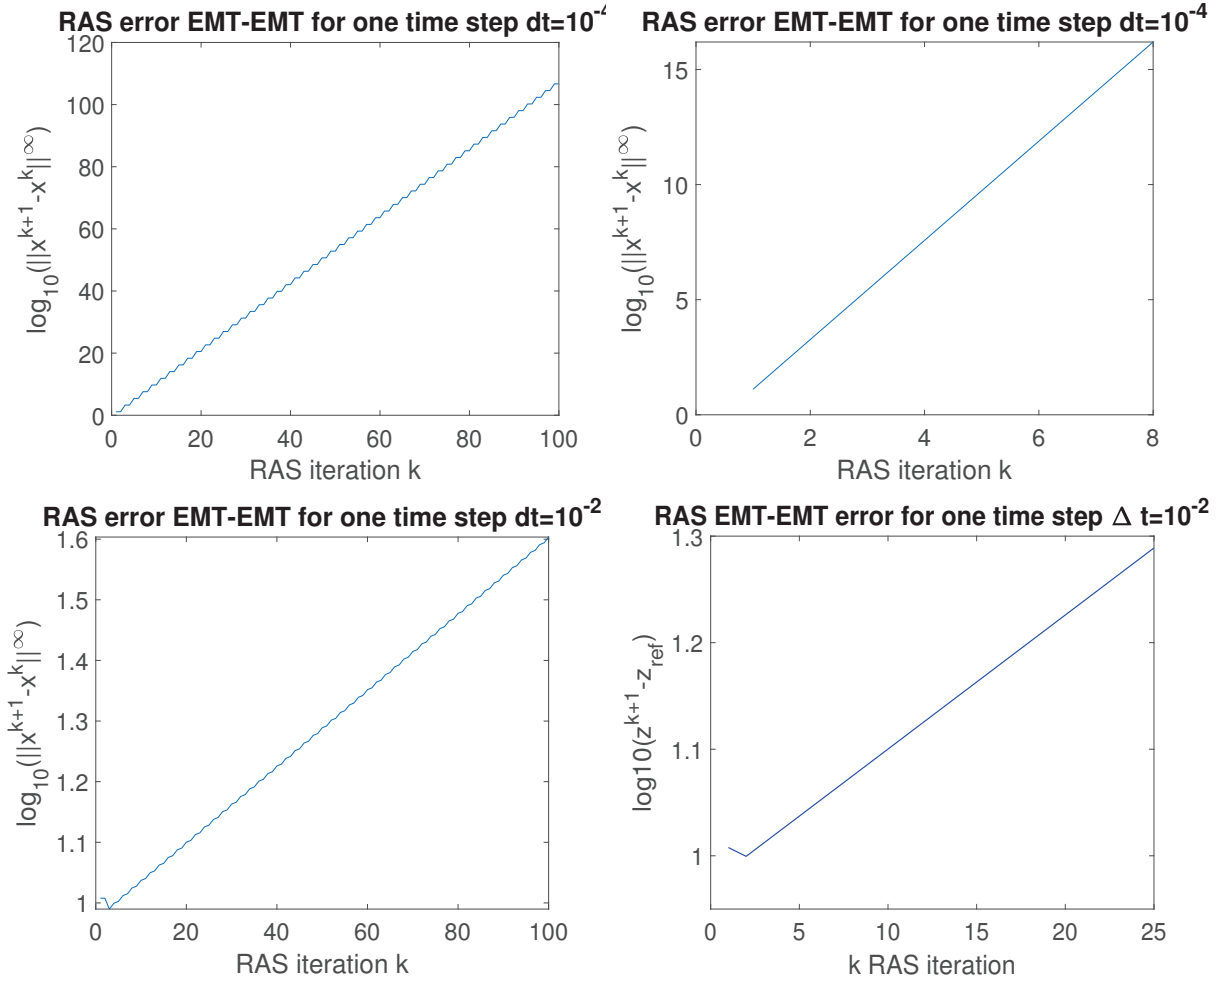 RAS error EMT-EMT for one time step dt=10^-4
120
100
80
60
40
20
0
log_10(||x^k+1-x^k||^∞)
0 20 40 60 80 100
RAS iteration k
RAS error EMT-EMT for one time step dt=10^-4
15
10
5
0
log_10(||x^k+1-x^k||^∞)
0 2 4 6 8
RAS iteration k
RAS error EMT-EMT for one time step dt=10^-2
1.6
1.5
1.4
1.3
1.2
1.1
1
log_10(||x^k+1-x^k||^∞)
0 20 40 60 80 100
RAS iteration k
RAS EMT-EMT error for one time step Δ t=10^-2
1.3
1.2
1.1
1
log10(z^k+1-z_ref)
0 5 10 15 20 25
k RAS iteration